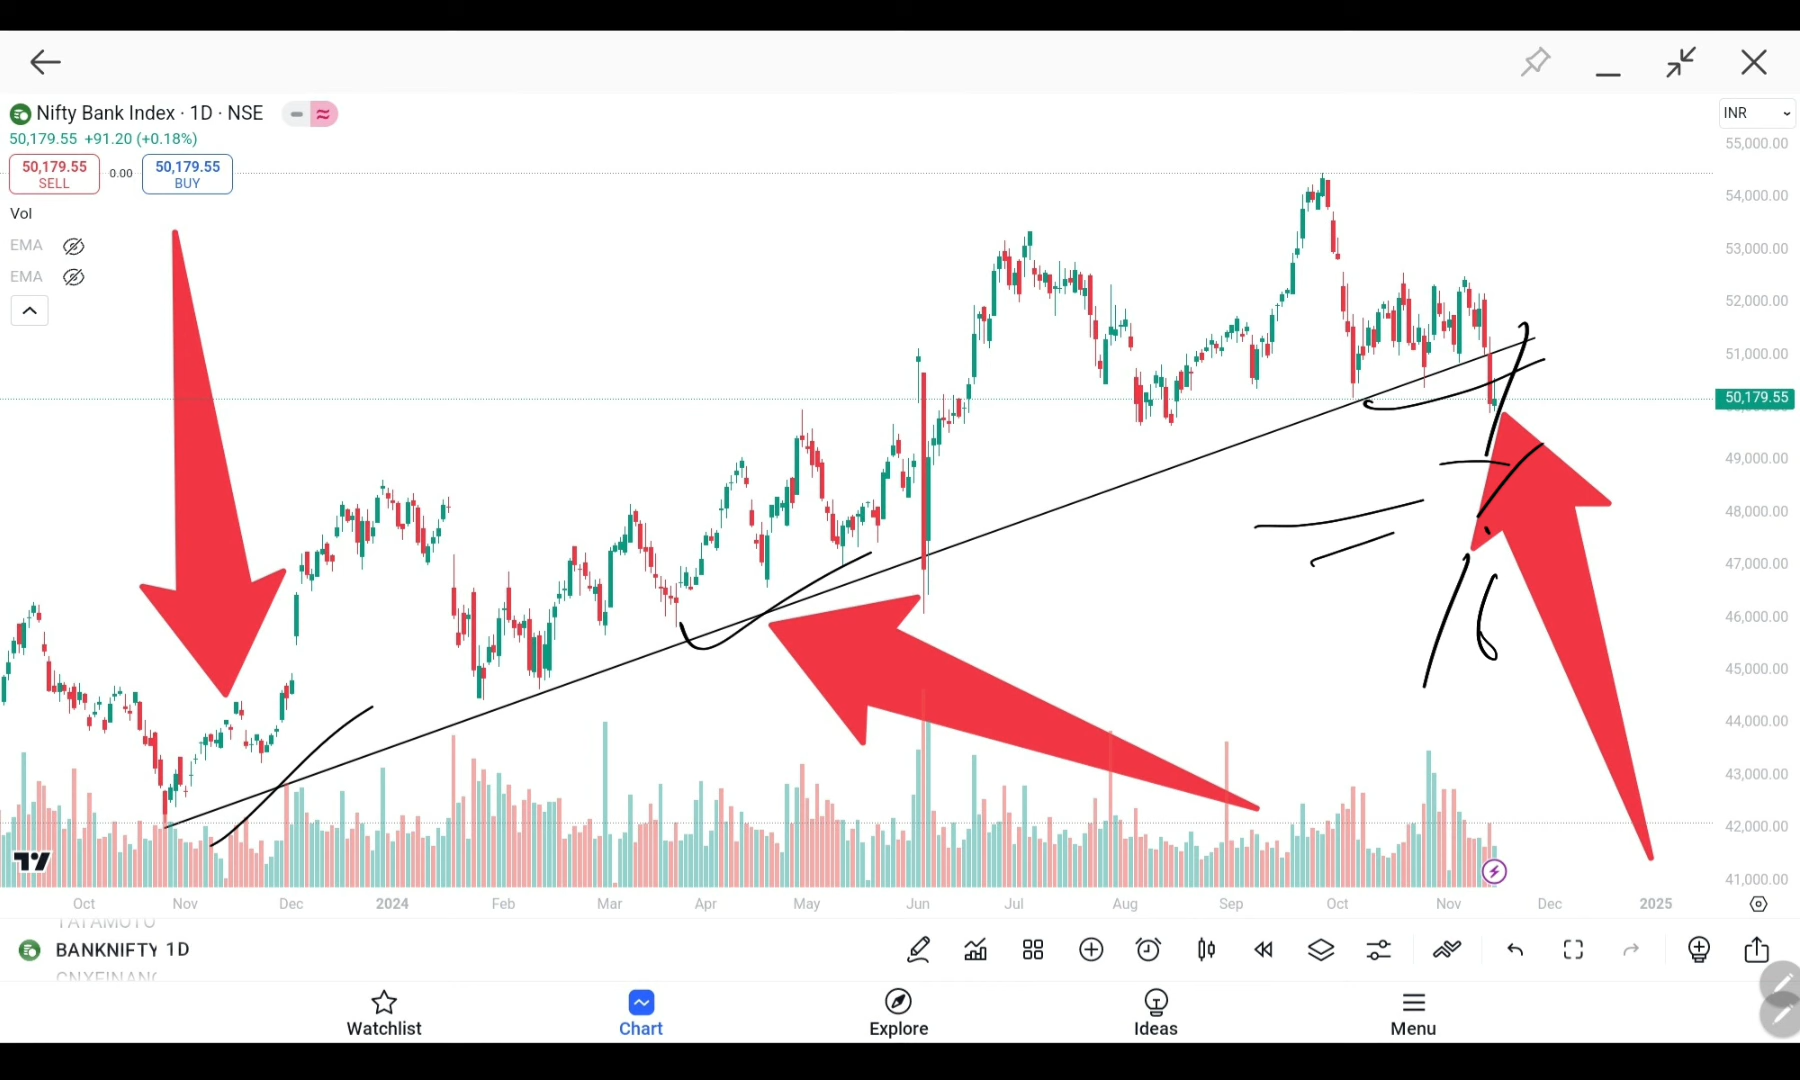 Nifty Bank Index · 1D · NSE
INR
50,179.55 +91.20 (+0.18%)
50,179.55
SELL
0.00
50,179.55
BUY
Vol
EMA
EMA
55,000.00
54,000.00
53,000.00
52,000.00
51,000.00
50,179.55
49,000.00
48,000.00
47,000.00
46,000.00
45,000.00
44,000.00
43,000.00
42,000.00
41,000.00
Oct Nov Dec 2024 Feb Mar Apr May Jun Jul Aug Sep Oct Nov Dec 2025
TATAMOTO
BANKNIFTY 1D
Watchlist Chart Explore Ideas Menu